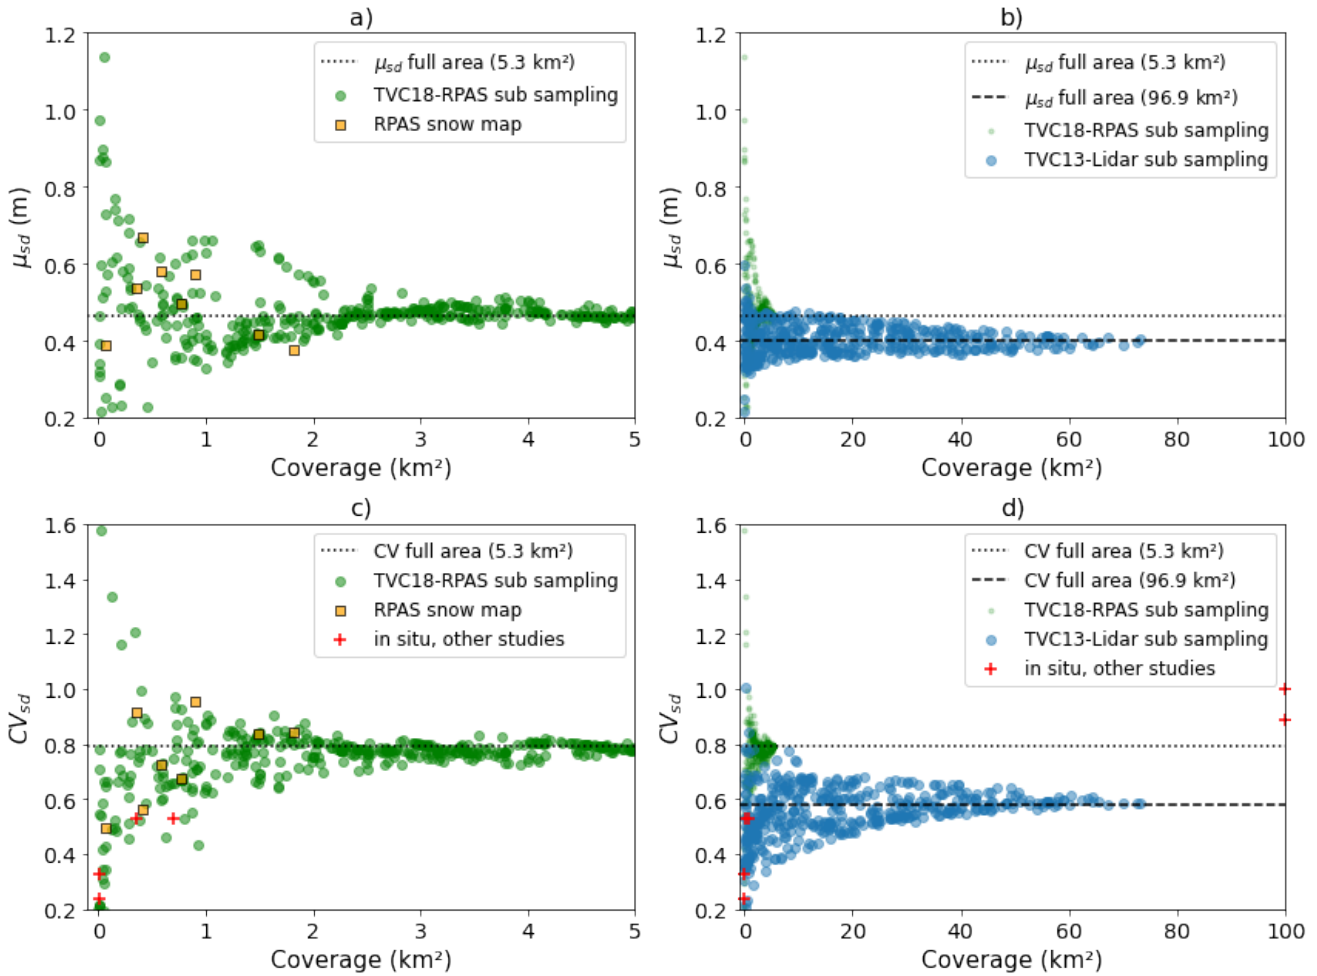 a)
1.2
1.0
0.8
0.6
0.4
0.2
μsd (m)
μsd full area (5.3 km²)
TVC18-RPAS sub sampling
RPAS snow map
0 1 2 3 4 5
Coverage (km²)
b)
1.2
1.0
0.8
0.6
0.4
0.2
μsd (m)
μsd full area (5.3 km²)
μsd full area (96.9 km²)
TVC18-RPAS sub sampling
TVC13-Lidar sub sampling
0 20 40 60 80 100
Coverage (km²)
c)
1.6
1.4
1.2
1.0
0.8
0.6
0.4
0.2
CVsd
CV full area (5.3 km²)
TVC18-RPAS sub sampling
RPAS snow map
in situ, other studies
0 1 2 3 4 5
Coverage (km²)
d)
1.6
1.4
1.2
1.0
0.8
0.6
0.4
0.2
CVsd
CV full area (5.3 km²)
CV full area (96.9 km²)
TVC18-RPAS sub sampling
TVC13-Lidar sub sampling
in situ, other studies
0 20 40 60 80 100
Coverage (km²)